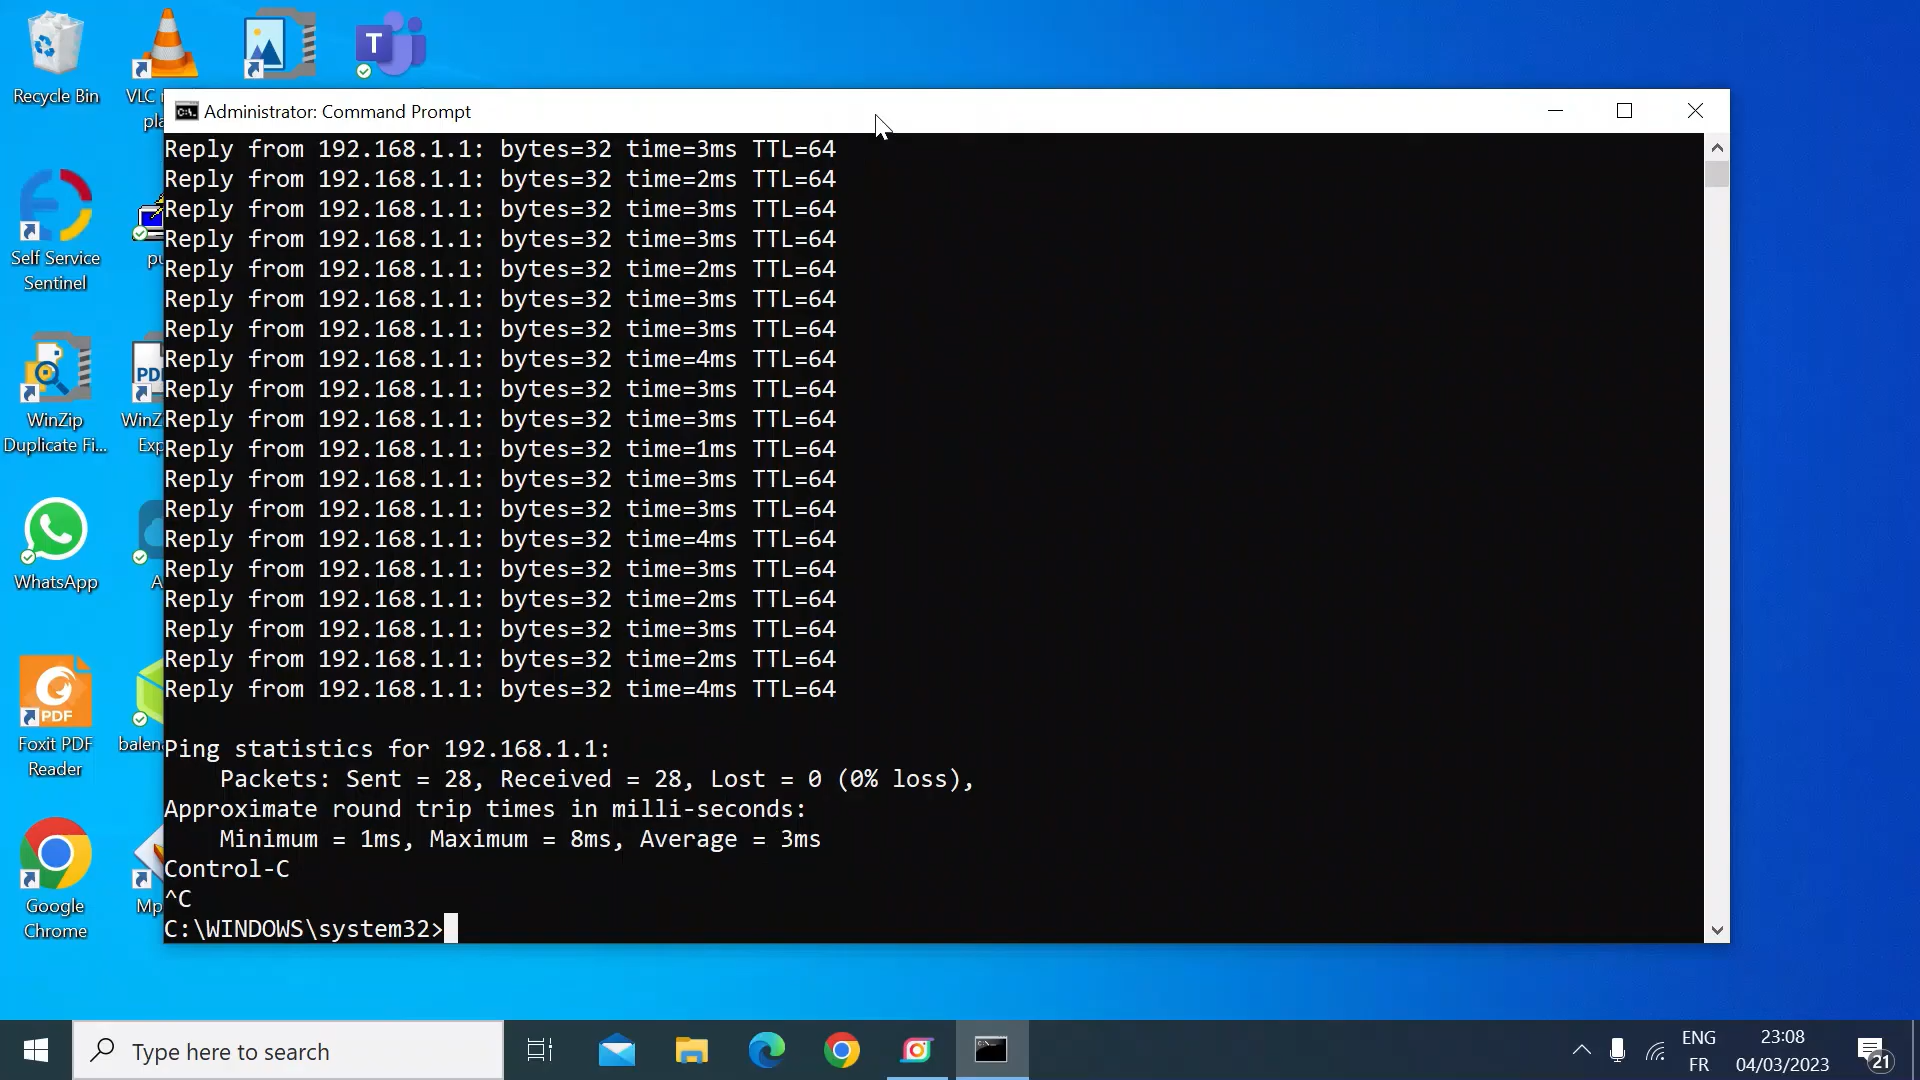 Recycle Bin
VLC
pla
T
Administrator: Command Prompt
Reply from 192.168.1.1: bytes=32 time=3ms TTL=64
Reply from 192.168.1.1: bytes=32 time=2ms TTL=64
Reply from 192.168.1.1: bytes=32 time=3ms TTL=64
Reply from 192.168.1.1: bytes=32 time=3ms TTL=64
Reply from 192.168.1.1: bytes=32 time=2ms TTL=64
Reply from 192.168.1.1: bytes=32 time=3ms TTL=64
Reply from 192.168.1.1: bytes=32 time=3ms TTL=64
Reply from 192.168.1.1: bytes=32 time=4ms TTL=64
Reply from 192.168.1.1: bytes=32 time=3ms TTL=64
Reply from 192.168.1.1: bytes=32 time=3ms TTL=64
Reply from 192.168.1.1: bytes=32 time=1ms TTL=64
Reply from 192.168.1.1: bytes=32 time=3ms TTL=64
Reply from 192.168.1.1: bytes=32 time=3ms TTL=64
Reply from 192.168.1.1: bytes=32 time=4ms TTL=64
Reply from 192.168.1.1: bytes=32 time=3ms TTL=64
Reply from 192.168.1.1: bytes=32 time=2ms TTL=64
Reply from 192.168.1.1: bytes=32 time=3ms TTL=64
Reply from 192.168.1.1: bytes=32 time=2ms TTL=64
Reply from 192.168.1.1: bytes=32 time=4ms TTL=64
Ping statistics for 192.168.1.1:
Packets: Sent = 28, Received = 28, Lost = 0 (0% loss),
Approximate round trip times in milli-seconds:
Minimum = 1ms, Maximum = 8ms, Average = 3ms
Control-C
^C
C:\WINDOWS\system32>
Self Service
Sentinel
pu
WinZip
Duplicate Fi...
PDF
WinZ
Exp
WhatsApp
A
PDF
Foxit PDF
Reader
balena
Google
Chrome
Mp
Type here to search
ENG
FR
23:08
04/03/2023
21